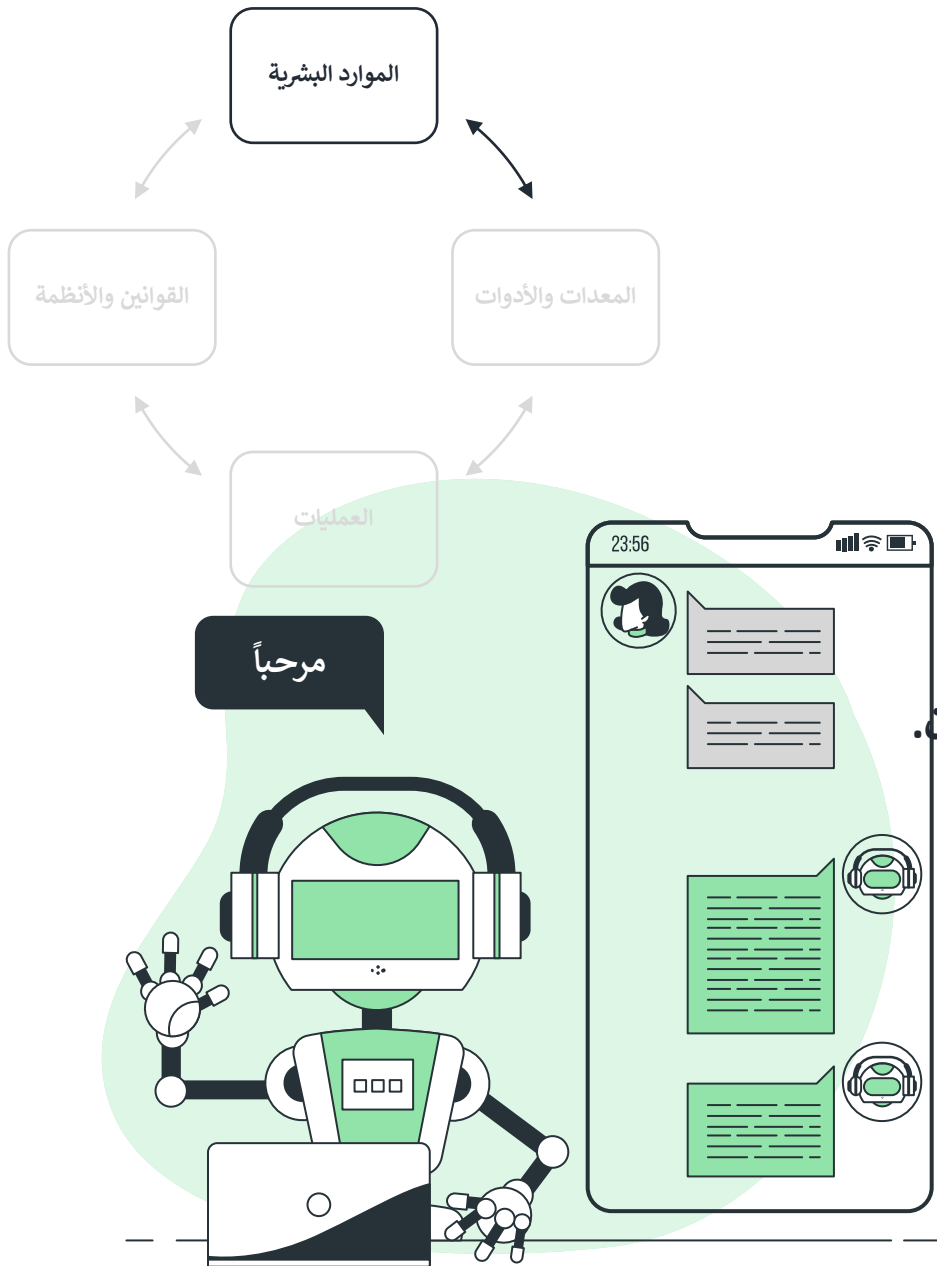 الموارد البشرية
المعدات والأدوات
القوانين والأنظمة
العمليات
23:56
مرحباً